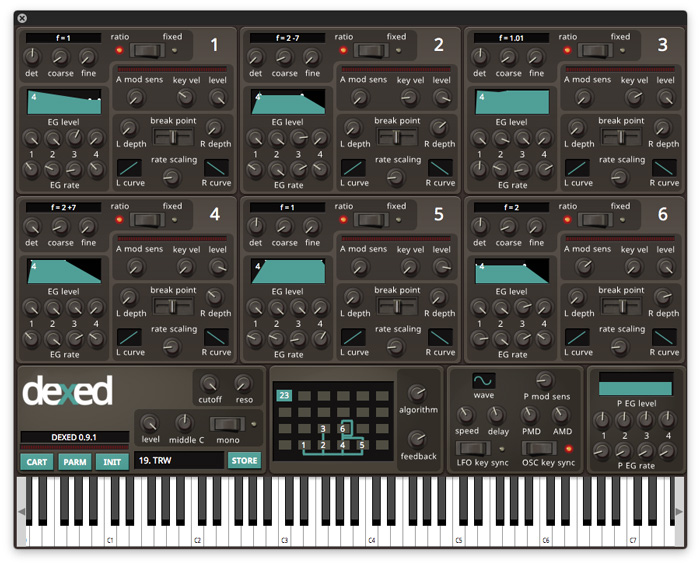 f = 1 ratio fixed 1
det coarse fine
A mod sens key vel level
4
EG level
1 2 3 4
EG rate
break point
L depth R depth
rate scaling
L curve R curve
f = 2 -7 ratio fixed 2
det coarse fine
A mod sens key vel level
4
EG level
1 2 3 4
EG rate
break point
L depth R depth
rate scaling
L curve R curve
f = 1.01 ratio fixed 3
det coarse fine
A mod sens key vel level
4
EG level
1 2 3 4
EG rate
break point
L depth R depth
rate scaling
L curve R curve
f = 2 +7 ratio fixed 4
det coarse fine
A mod sens key vel level
4
EG level
1 2 3 4
EG rate
break point
L depth R depth
rate scaling
L curve R curve
f = 1 ratio fixed 5
det coarse fine
A mod sens key vel level
4
EG level
1 2 3 4
EG rate
break point
L depth R depth
rate scaling
L curve R curve
f = 2 ratio fixed 6
det coarse fine
A mod sens key vel level
4
EG level
1 2 3 4
EG rate
break point
L depth R depth
rate scaling
L curve R curve
dexed
cutoff reso
level middle C mono
DEXED 0.9.1
CART PARM INIT 19. TRW STORE
23
3 6
1 2 4 5
algorithm
feedback
wave P mod sens
speed delay PMD AMD
LFO key sync OSC key sync
P EG level
1 2 3 4
P EG rate
C1 C2 C3 C4 C5 C6 C7